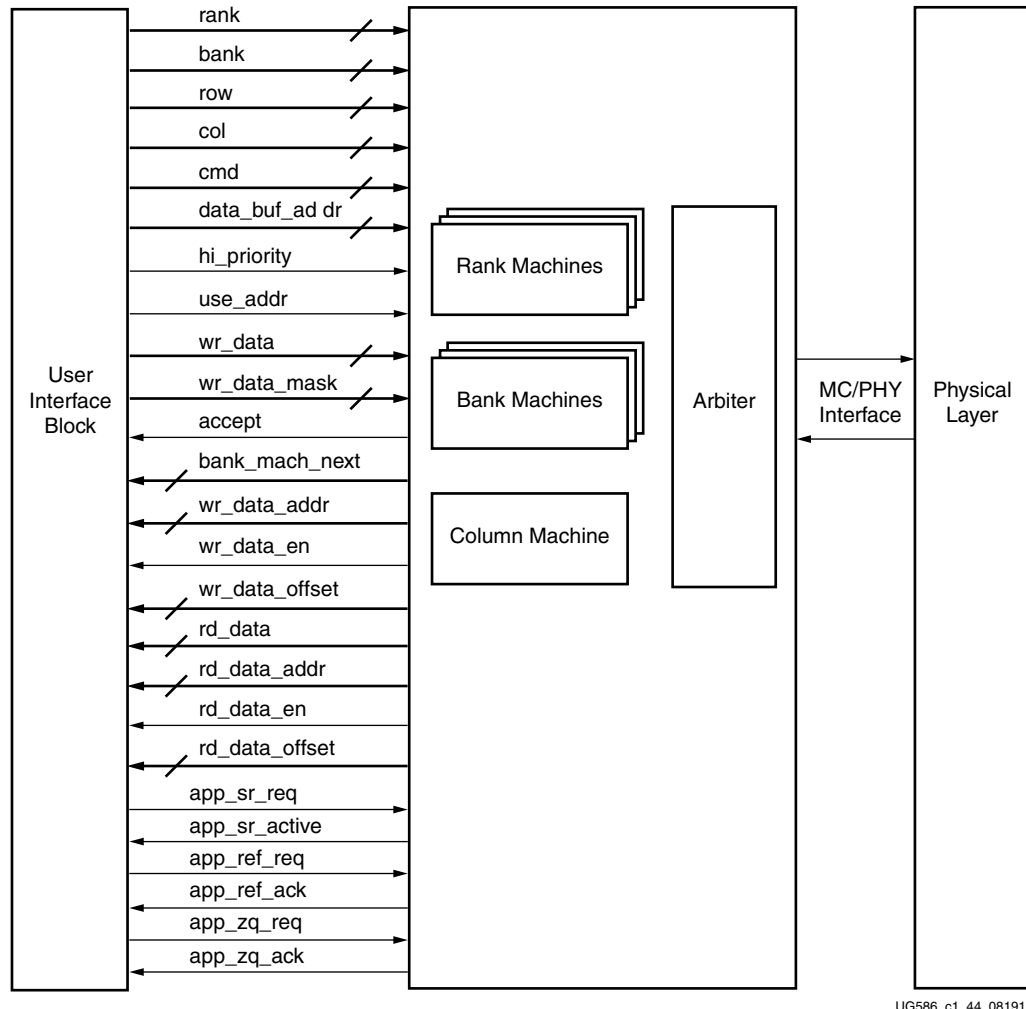 rank
bank
row
col
cmd
data_buf_ad dr
hi_priority
use_addr
wr_data
wr_data_mask
accept
bank_mach_next
wr_data_addr
wr_data_en
wr_data_offset
rd_data
rd_data_addr
rd_data_en
rd_data_offset
app_sr_req
app_sr_active
app_ref_req
app_ref_ack
app_zq_req
app_zq_ack
User
Interface
Block
Rank Machines
Bank Machines
Column Machine
Arbiter
MC/PHY
Interface
Physical
Layer
UG586_c1_44_08191